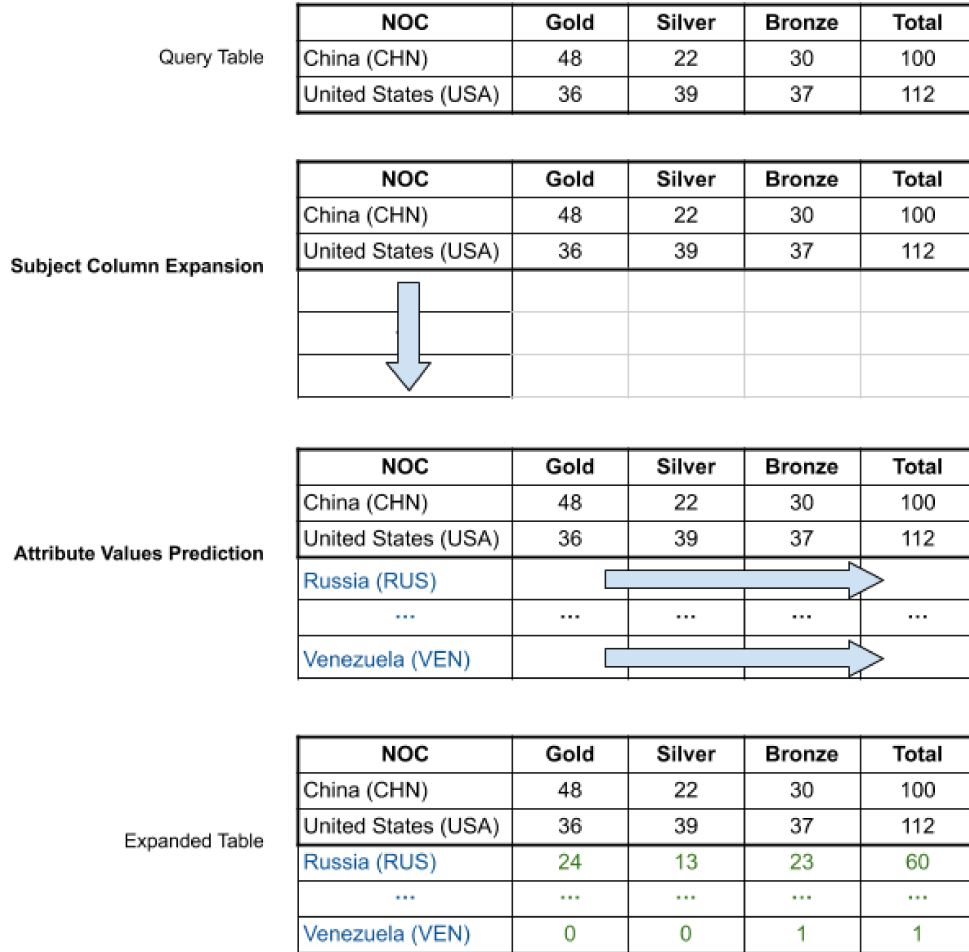 NOC Gold Silver Bronze Total
Query Table China (CHN) 48 22 30 100
United States (USA) 36 39 37 112
NOC Gold Silver Bronze Total
China (CHN) 48 22 30 100
Subject Column Expansion United States (USA) 36 39 37 112
NOC Gold Silver Bronze Total
China (CHN) 48 22 30 100
Attribute Values Prediction United States (USA) 36 39 37 112
Russia (RUS)
... ... ... ... ...
Venezuela (VEN)
NOC Gold Silver Bronze Total
China (CHN) 48 22 30 100
Expanded Table United States (USA) 36 39 37 112
Russia (RUS) 24 13 23 60
... ... ... ... ...
Venezuela (VEN) 0 0 1 1